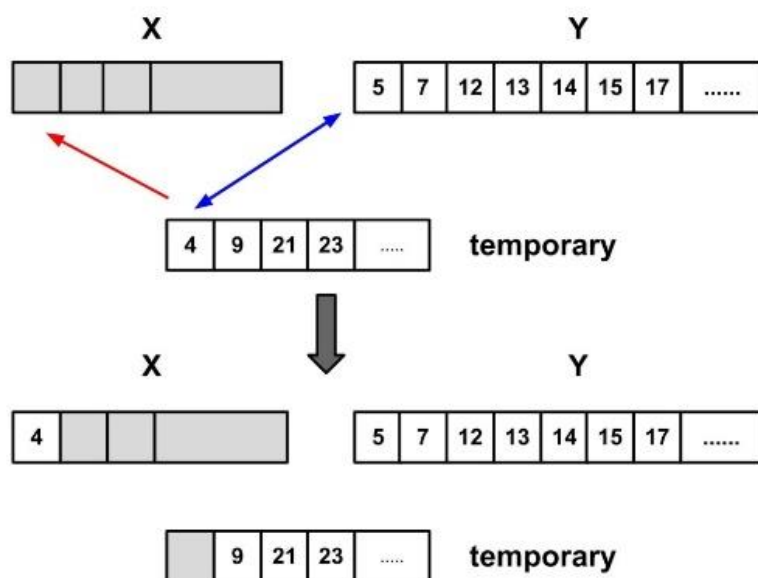 X Y
5 7 12 13 14 15 17 ......
4 9 21 23 ..... temporary
X Y
4 5 7 12 13 14 15 17 ......
9 21 23 ..... temporary